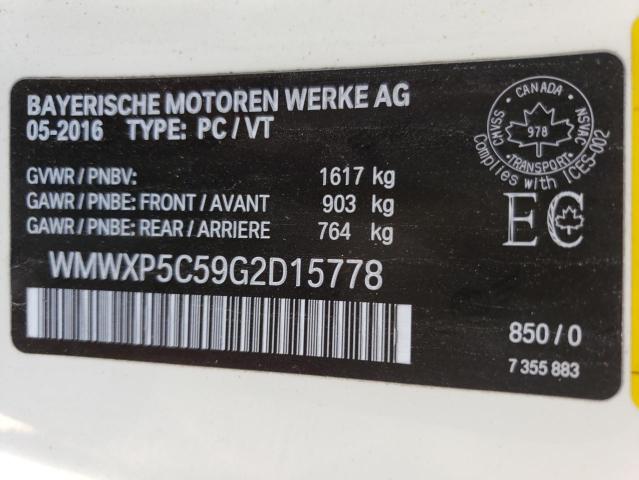 BAYERISCHE MOTOREN WERKE AG
05-2016 TYPE: PC / VT
GVWR / PNBV: 1617 kg
GAWR / PNBE: FRONT / AVANT 903 kg
GAWR / PNBE: REAR / ARRIERE 764 kg
WMWXP5C59G2D15778
850 / 0
7 355 883
CANADA
CMVSS NSVAC
978
TRANSPORT
Complies with ICES-002
EC